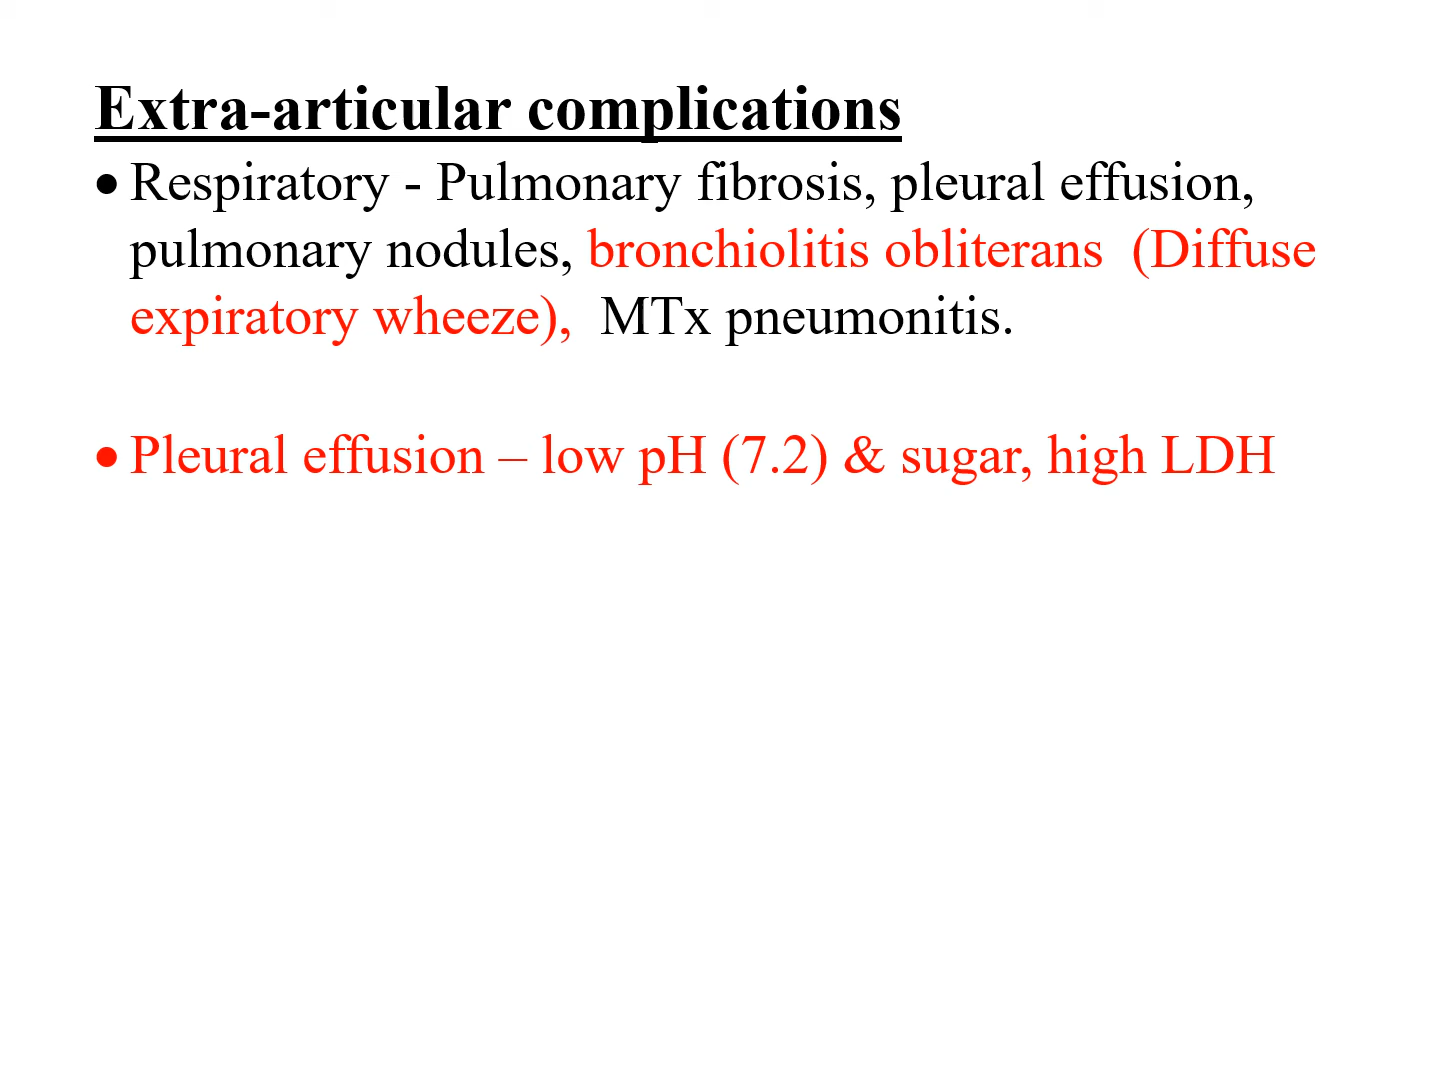 Extra-articular complications
• Respiratory - Pulmonary fibrosis, pleural effusion,
pulmonary nodules, bronchiolitis obliterans (Diffuse
expiratory wheeze), MTx pneumonitis.
• Pleural effusion – low pH (7.2) & sugar, high LDH